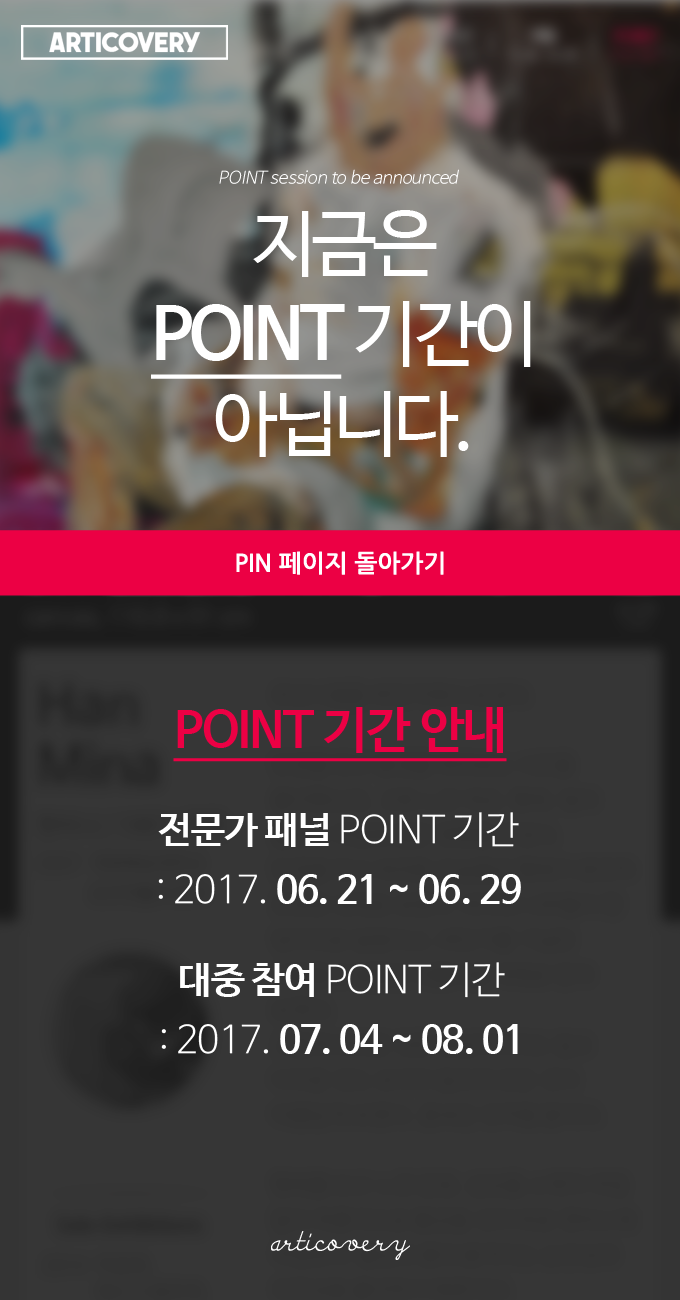 ARTICOVERY
POINT session to be announced
지금은
POINT 기간이
아닙니다.
PIN 페이지 돌아가기
Han
Mina
POINT 기간 안내
전문가 패널 POINT 기간
: 2017. 06. 21 ~ 06. 29
대중 참여 POINT 기간
: 2017. 07. 04 ~ 08. 01
articovery